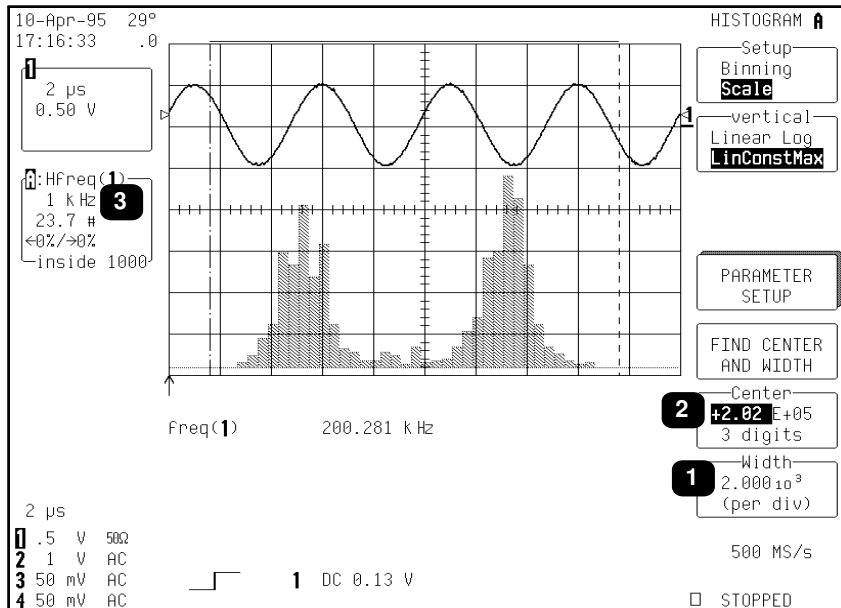 10-Apr-95 29°
17:16:33 .0
1
2 µs
0.50 V
A:Hfreq(1)
1 kHz
23.7 #
←0%/→0%
inside 1000
3
1
freq(1) 200.281 kHz
HISTOGRAM A
Setup
Binning
Scale
vertical
Linear Log
LinConstMax
PARAMETER
SETUP
FIND CENTER
AND WIDTH
2
Center
+2.02 E+05
3 digits
1
Width
2.000 10³
(per div)
2 µs
1 .5 V 50Ω
2 1 V AC
3 50 mV AC
4 50 mV AC
1 DC 0.13 V
500 MS/s
STOPPED